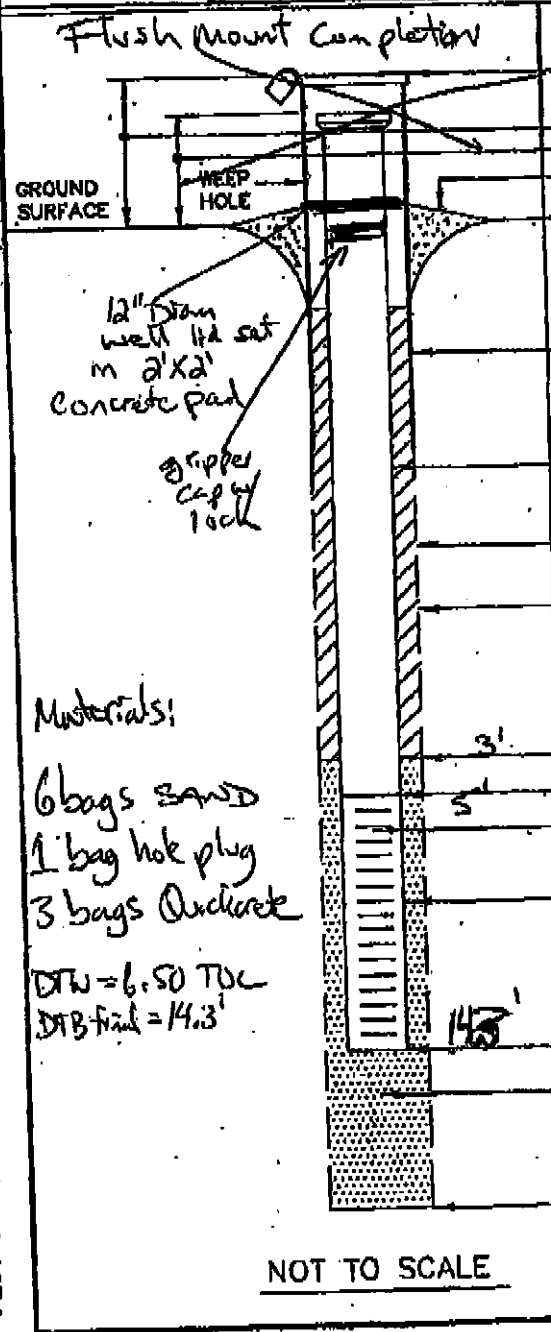 Flush Mount Completion
GROUND
SURFACE
WEEP
HOLE
12" Diam
well lid set
in 2'X2'
Concrete pad
gripper
cap w/
lock
Materials:
6 bags SAND
1 bag hole plug
3 bags Quickcrete
DTW = 6.50 TOC
DTB final = 14.3'
3'
5'
NOT TO SCALE